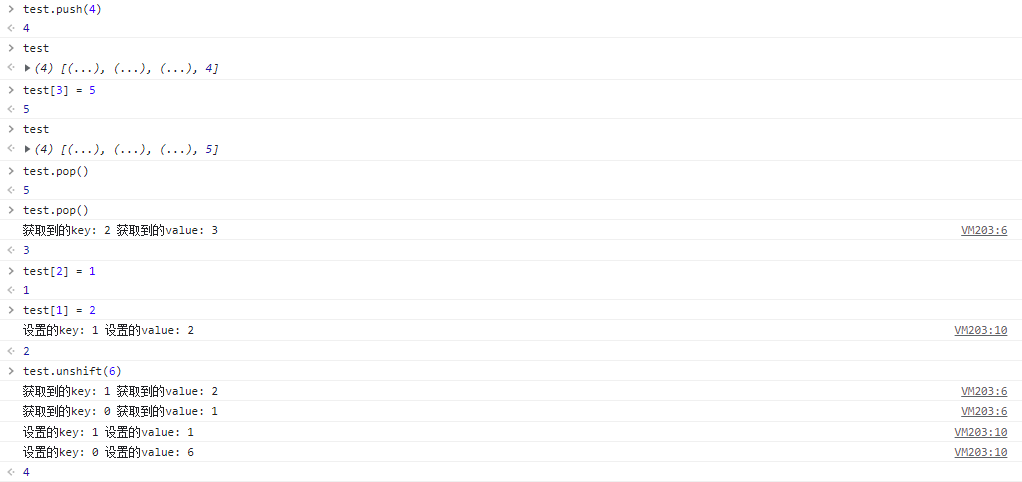 test.push(4)
4
test
(4) [(...), (...), (...), 4]
test[3] = 5
5
test
(4) [(...), (...), (...), 5]
test.pop()
5
test.pop()
获取到的key: 2 获取到的value: 3 VM203:6
3
test[2] = 1
1
test[1] = 2
设置的key: 1 设置的value: 2 VM203:10
2
test.unshift(6)
获取到的key: 1 获取到的value: 2 VM203:6
获取到的key: 0 获取到的value: 1 VM203:6
设置的key: 1 设置的value: 1 VM203:10
设置的key: 0 设置的value: 6 VM203:10
4